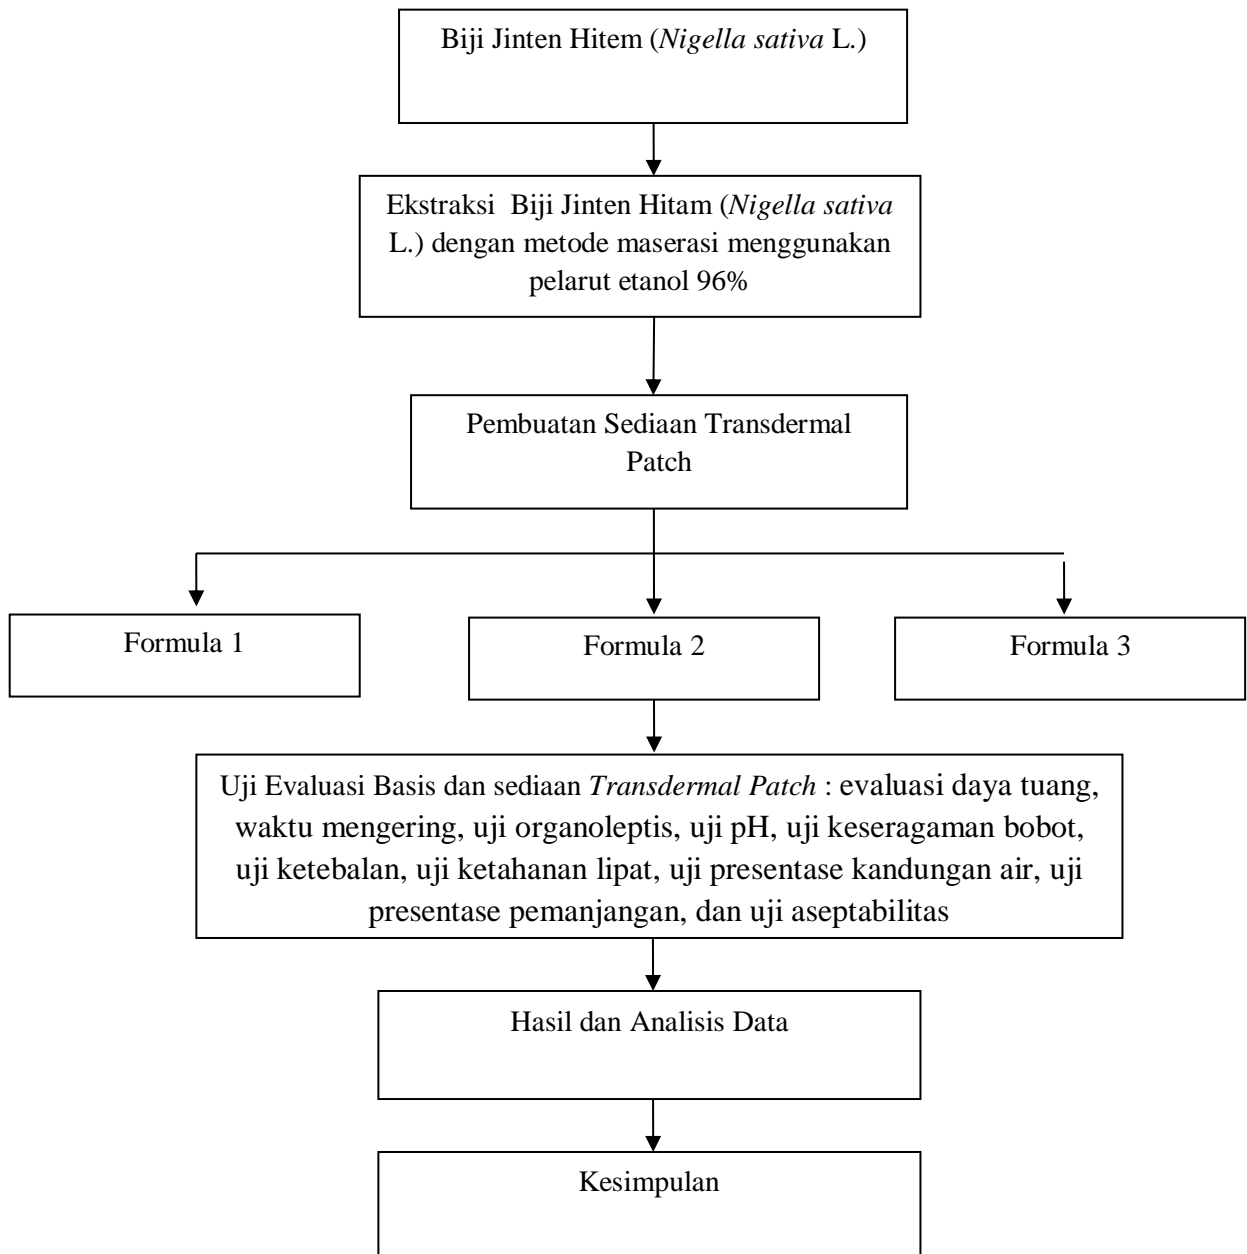 Biji Jinten Hitem (Nigella sativa L.)
Ekstraksi Biji Jinten Hitam (Nigella sativa
L.) dengan metode maserasi menggunakan
pelarut etanol 96%
Pembuatan Sediaan Transdermal
Patch
Formula 1
Formula 2
Formula 3
Uji Evaluasi Basis dan sediaan Transdermal Patch : evaluasi daya tuang,
waktu mengering, uji organoleptis, uji pH, uji keseragaman bobot,
uji ketebalan, uji ketahanan lipat, uji presentase kandungan air, uji
presentase pemanjangan, dan uji aseptabilitas
Hasil dan Analisis Data
Kesimpulan